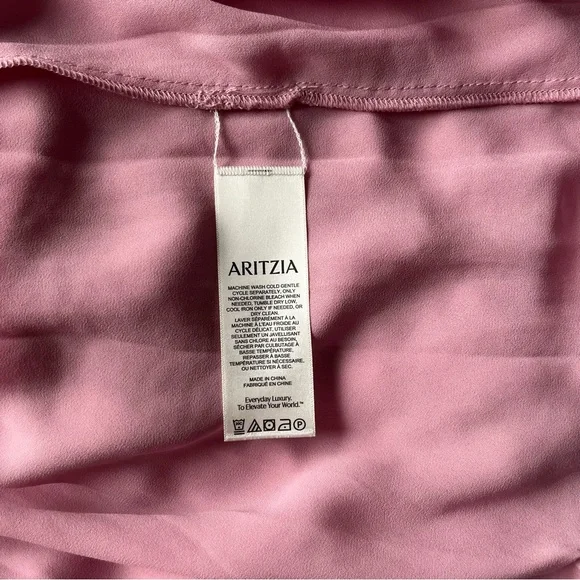 ARITZIA
MACHINE WASH COLD GENTLE
CYCLE SEPARATELY, ONLY
NON-CHLORINE BLEACH WHEN
NEEDED, TUMBLE DRY LOW,
COOL IRON ONLY IF NEEDED, OR
DRY CLEAN.
LAVER SÉPARÉMENT À LA
MACHINE À L'EAU FROIDE AU
CYCLE DÉLICAT, UTILISER
SEULEMENT UN JAVELLISANT
SANS CHLORE AU BESOIN,
SÉCHER PAR CULBUTAGE À
BASSE TEMPÉRATURE,
REPASSER À BASSE
TEMPÉRATURE SI NÉCESSAIRE,
OU NETTOYER À SEC.
MADE IN CHINA
FABRIQUÉ EN CHINE
Everyday Luxury.
To Elevate Your World.™